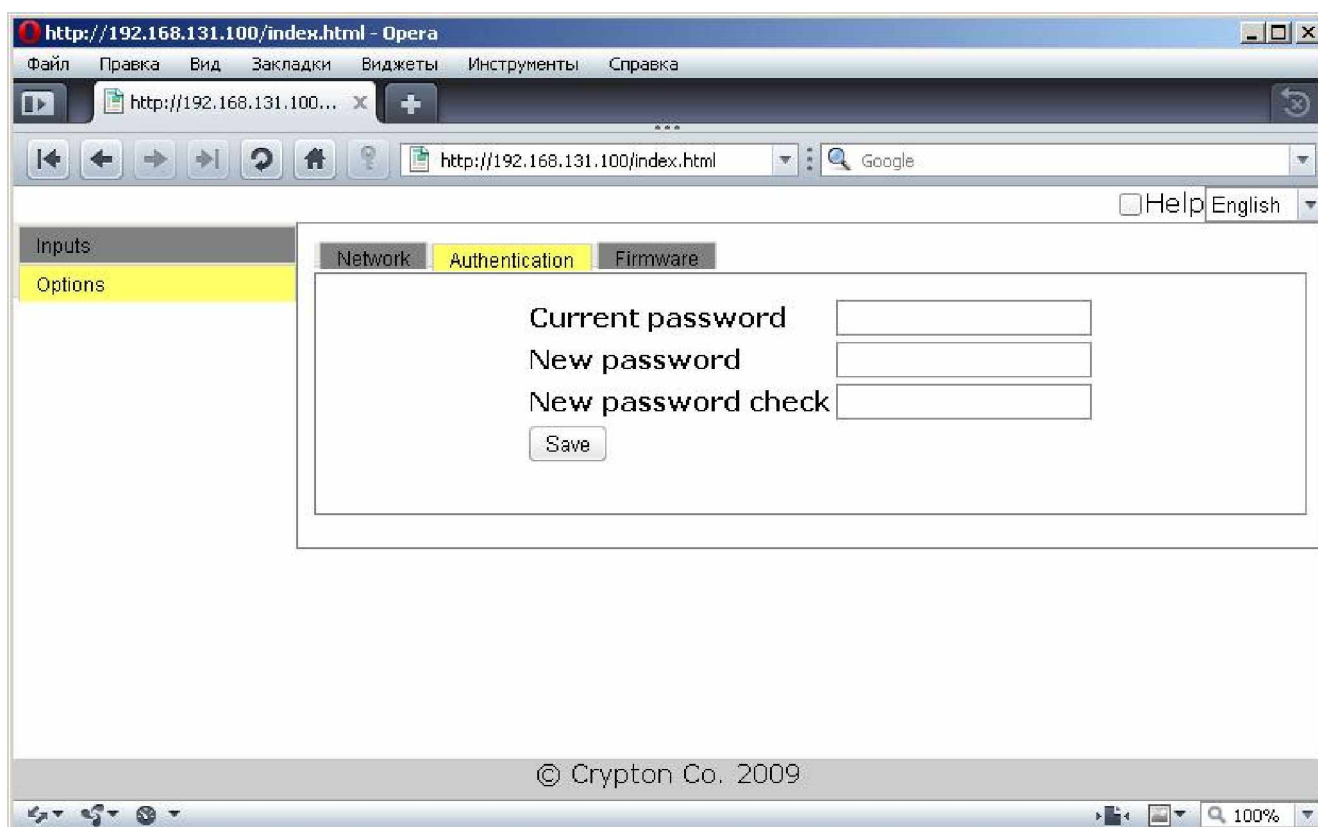 http://192.168.131.100/index.html - Opera
Файл Правка Вид Закладки Виджеты Инструменты Справка
http://192.168.131.100...
http://192.168.131.100/index.html Google
Help English
Inputs
Options
Network Authentication Firmware
Current password
New password
New password check
Save
© Crypton Co. 2009
100%